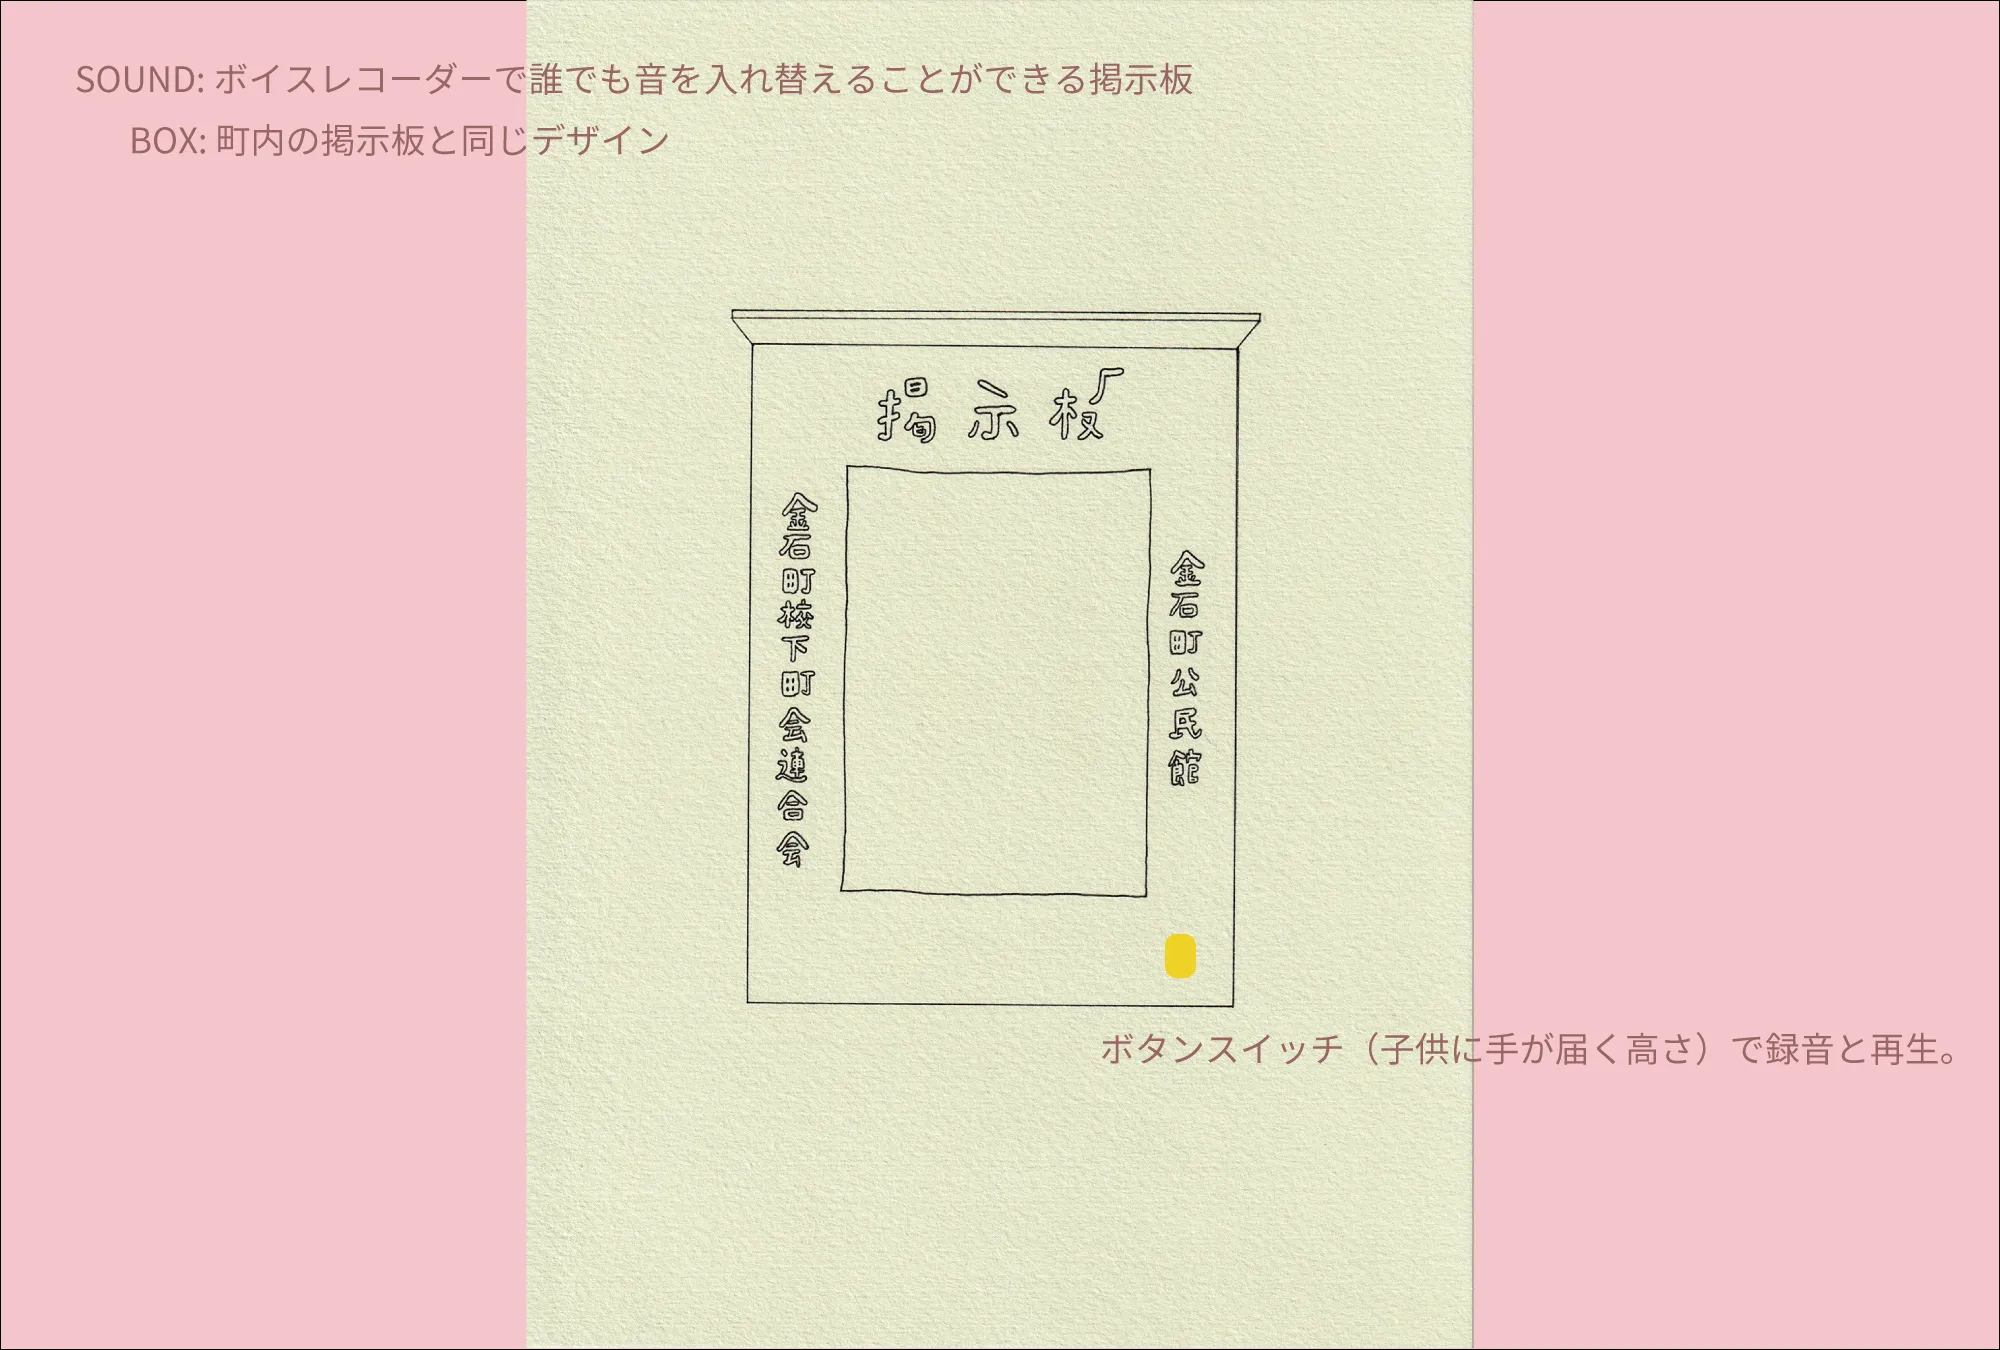 SOUND: ボイスレコーダーで誰でも音を入れ替えることができる掲示板
BOX: 町内の掲示板と同じデザイン
掲示板
金石町校下町会連合会
金石町公民館
ボタンスイッチ（子供に手が届く高さ）で録音と再生。